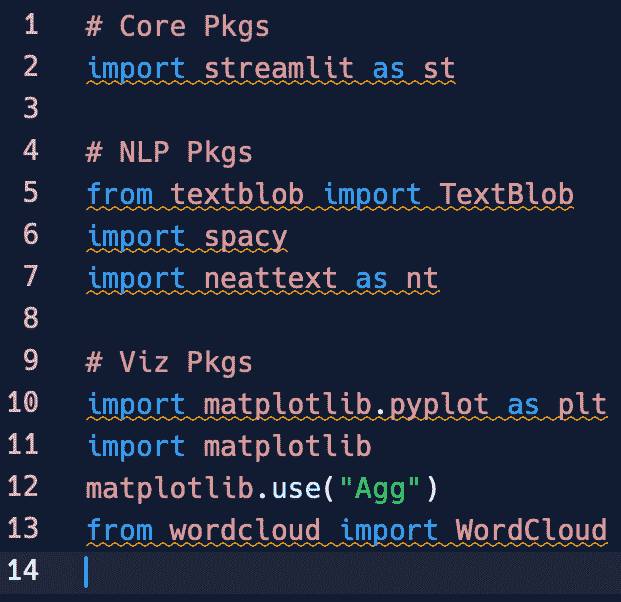 1 # Core Pkgs
2 import streamlit as st
3
4 # NLP Pkgs
5 from textblob import TextBlob
6 import spacy
7 import neattext as nt
8
9 # Viz Pkgs
10 import matplotlib.pyplot as plt
11 import matplotlib
12 matplotlib.use("Agg")
13 from wordcloud import WordCloud
14